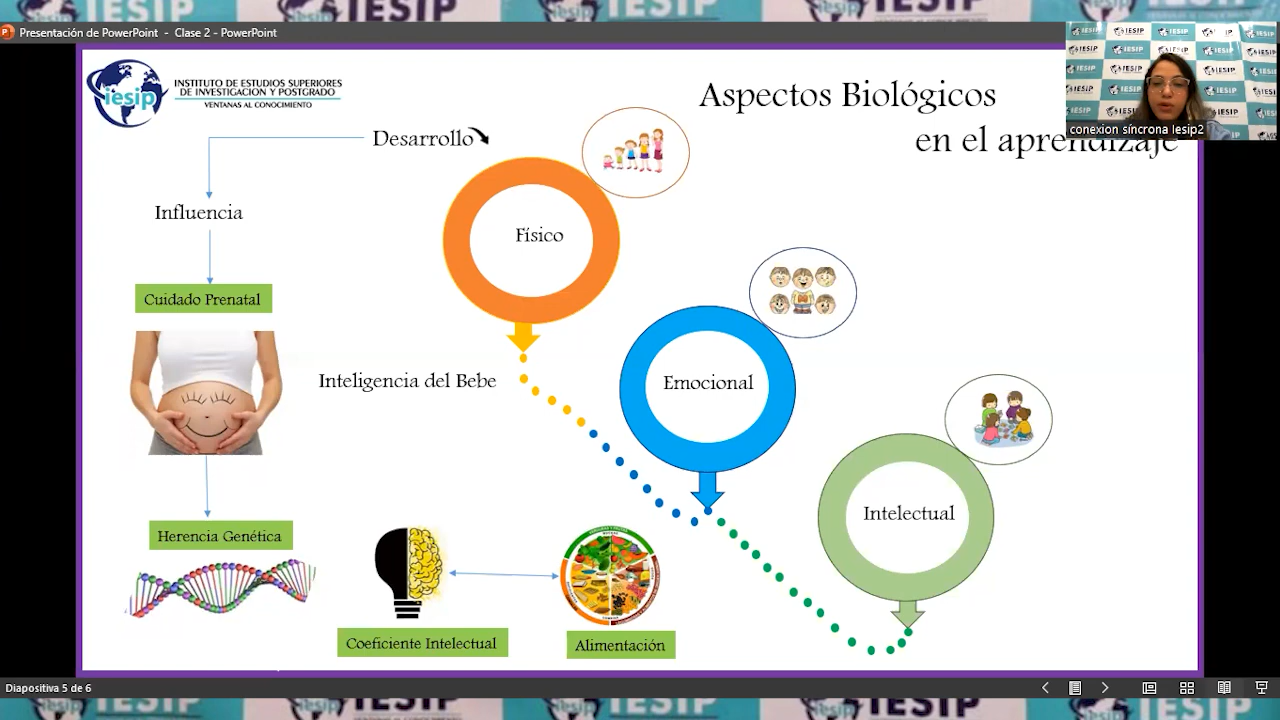 Presentación de PowerPoint - Clase 2 - PowerPoint
iesip
INSTITUTO DE ESTUDIOS SUPERIORES
DE INVESTIGACION Y POSTGRADO
VENTANAS AL CONOCIMIENTO
Aspectos Biológicos
en el aprendizaje
conexion síncrona Iesip2
Desarrollo
Influencia
Físico
Cuidado Prenatal
Inteligencia del Bebe
Emocional
Intelectual
Herencia Genética
Coeficiente Intelectual
Alimentación
Diapositiva 5 de 6